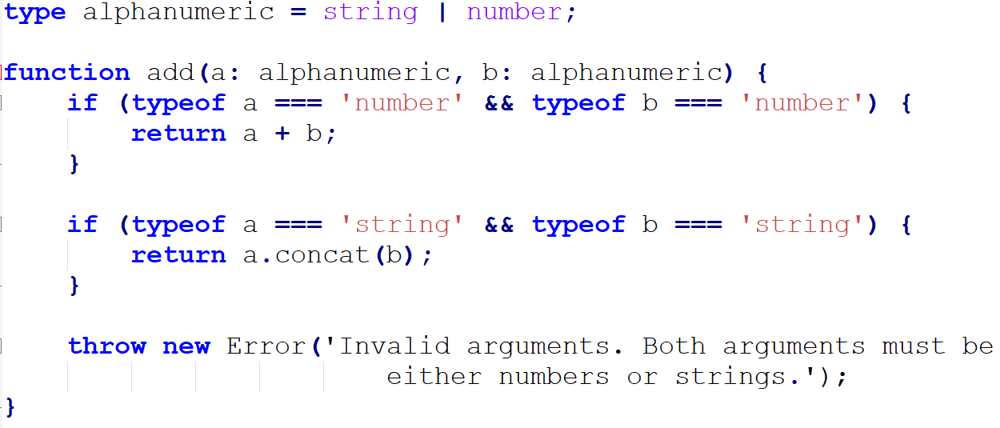 type alphanumeric = string | number;
function add(a: alphanumeric, b: alphanumeric) {
if (typeof a === 'number' && typeof b === 'number') {
return a + b;
}
if (typeof a === 'string' && typeof b === 'string') {
return a.concat(b);
}
throw new Error('Invalid arguments. Both arguments must be
either numbers or strings.');
}